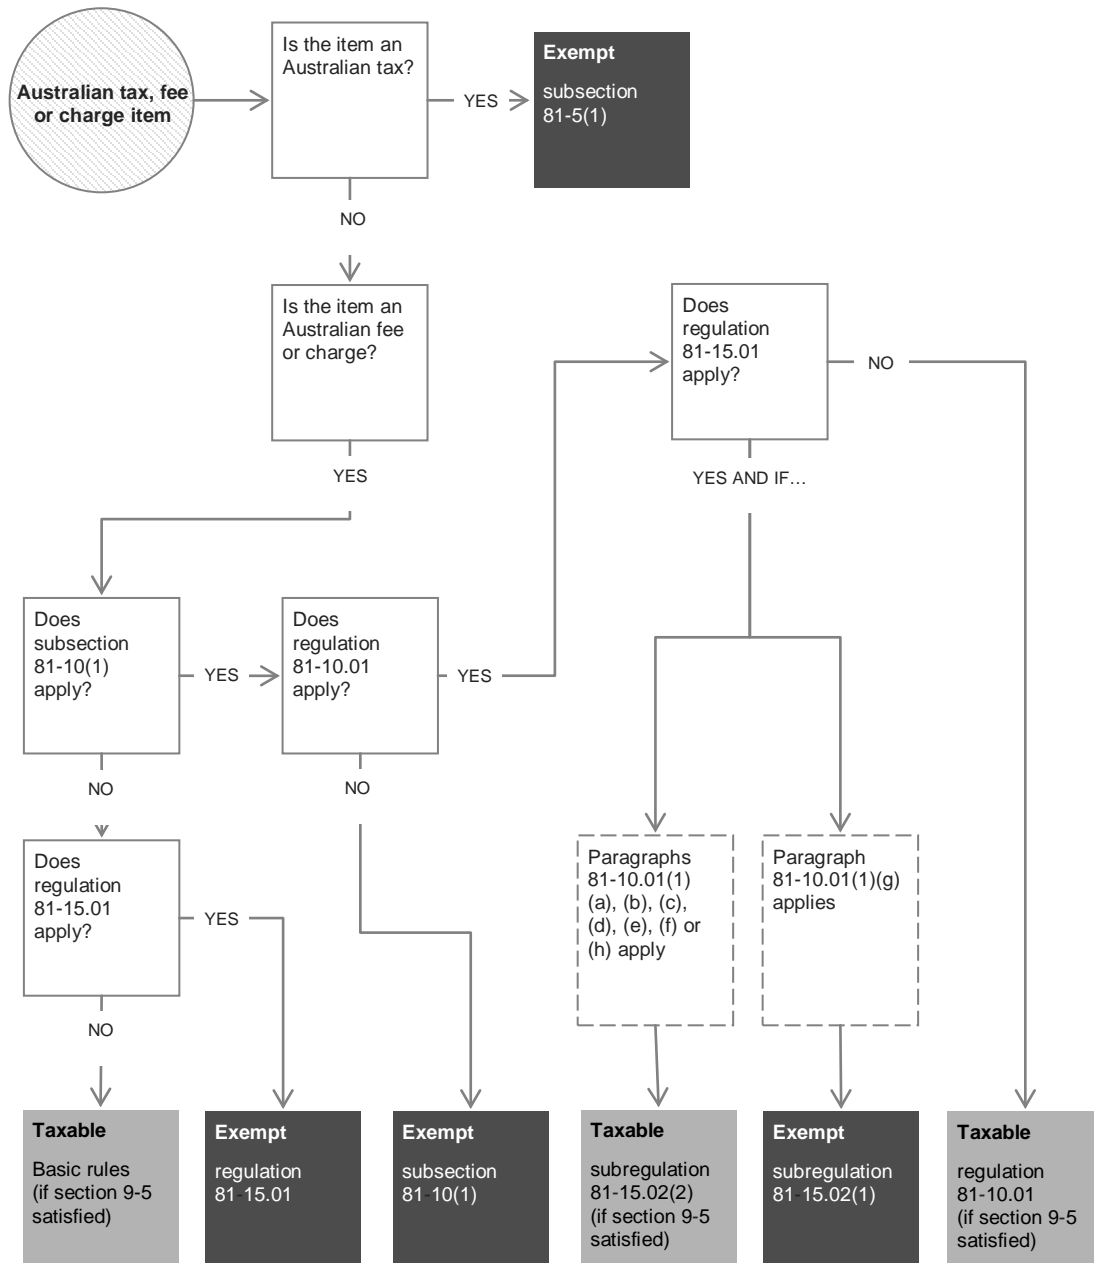 Australian tax, fee
or charge item
Is the item an
Australian tax?
YES
Exempt
subsection
81-5(1)
NO
Is the item an
Australian fee
or charge?
YES
Does
regulation
81-15.01
apply?
NO
YES AND IF…
Does
subsection
81-10(1)
apply?
YES
Does
regulation
81-10.01
apply?
YES
NO
NO
Does
regulation
81-15.01
apply?
YES
NO
Paragraphs
81-10.01(1)
(a), (b), (c),
(d), (e), (f) or
(h) apply
Paragraph
81-10.01(1)(g)
applies
Taxable
Basic rules
(if section 9-5
satisfied)
Exempt
regulation
81-15.01
Exempt
subsection
81-10(1)
Taxable
subregulation
81-15.02(2)
(if section 9-5
satisfied)
Exempt
subregulation
81-15.02(1)
Taxable
regulation
81-10.01
(if section 9-5
satisfied)